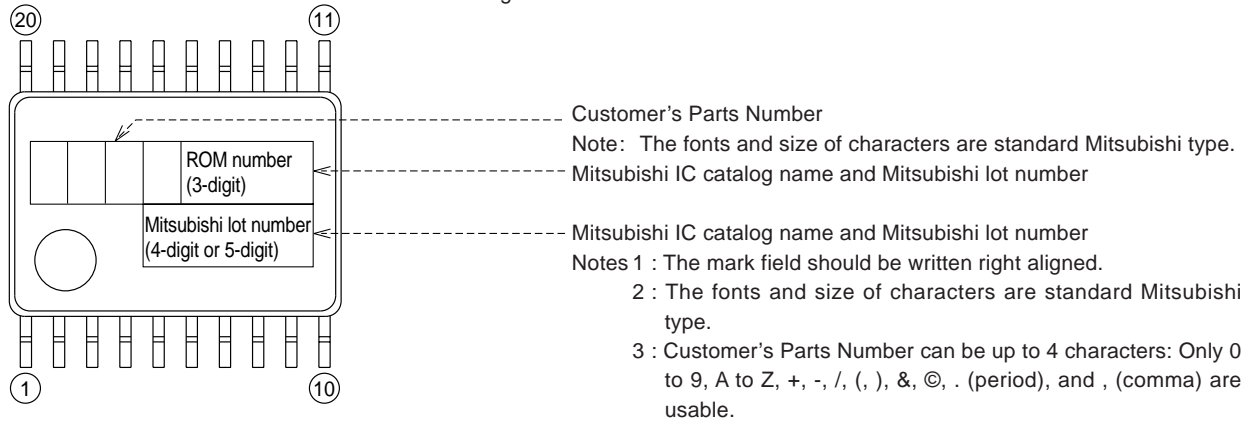 20
11
Customer’s Parts Number
Note: The fonts and size of characters are standard Mitsubishi type.
Mitsubishi IC catalog name and Mitsubishi lot number
ROM number
(3-digit)
Mitsubishi lot number
(4-digit or 5-digit)
Mitsubishi IC catalog name and Mitsubishi lot number
Notes 1 : The mark field should be written right aligned.
2 : The fonts and size of characters are standard Mitsubishi
type.
3 : Customer’s Parts Number can be up to 4 characters: Only 0
to 9, A to Z, +, -, /, (, ), &, ©, . (period), and , (comma) are
usable.
1
10